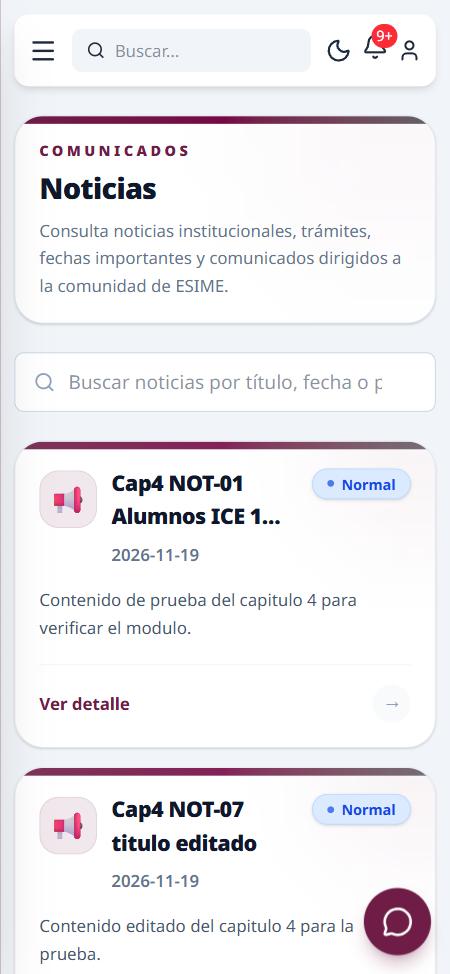 Buscar...
9+
COMUNICADOS
Noticias
Consulta noticias institucionales, trámites,
fechas importantes y comunicados dirigidos a
la comunidad de ESIME.
Buscar noticias por título, fecha o p
Cap4 NOT-01
Alumnos ICE 1...
Normal
2026-11-19
Contenido de prueba del capitulo 4 para
verificar el modulo.
Ver detalle
→
Cap4 NOT-07
titulo editado
Normal
2026-11-19
Contenido editado del capitulo 4 para la
prueba.